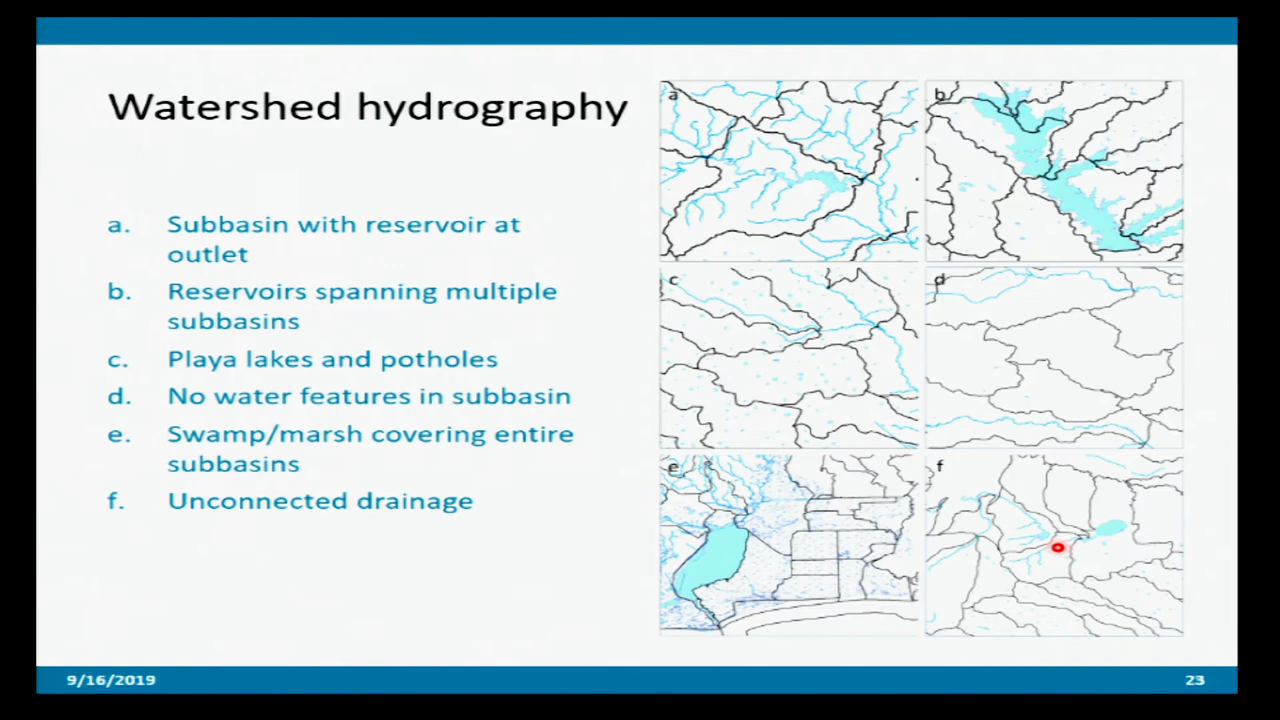 Watershed hydrography
a. Subbasin with reservoir at
outlet
b. Reservoirs spanning multiple
subbasins
c. Playa lakes and potholes
d. No water features in subbasin
e. Swamp/marsh covering entire
subbasins
f. Unconnected drainage
a
b
c
d
e
f
9/16/2019
23